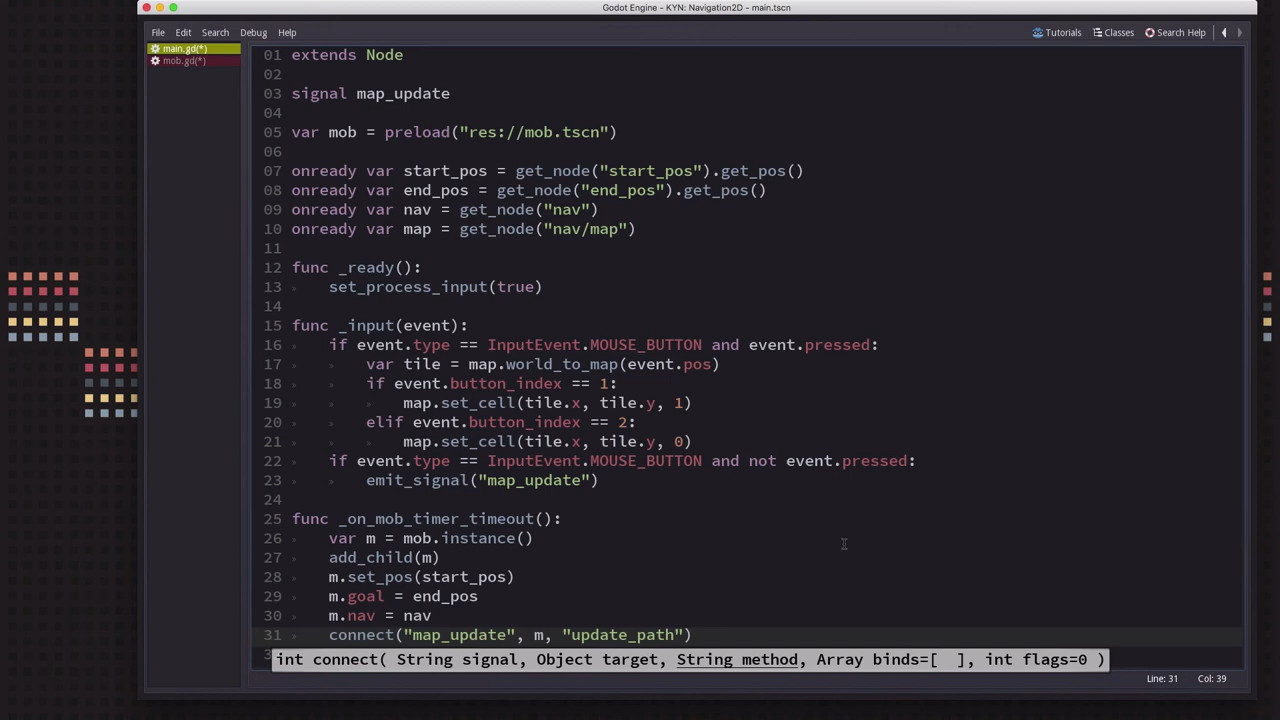 Godot Engine - KYN: Navigation2D - main.tscn
File Edit Search Debug Help Tutorials Classes Search Help
main.gd(*)
mob.gd(*)
01 extends Node
02
03 signal map_update
04
05 var mob = preload("res://mob.tscn")
06
07 onready var start_pos = get_node("start_pos").get_pos()
08 onready var end_pos = get_node("end_pos").get_pos()
09 onready var nav = get_node("nav")
10 onready var map = get_node("nav/map")
11
12 func _ready():
13 set_process_input(true)
14
15 func _input(event):
16 if event.type == InputEvent.MOUSE_BUTTON and event.pressed:
17 var tile = map.world_to_map(event.pos)
18 if event.button_index == 1:
19 map.set_cell(tile.x, tile.y, 1)
20 elif event.button_index == 2:
21 map.set_cell(tile.x, tile.y, 0)
22 if event.type == InputEvent.MOUSE_BUTTON and not event.pressed:
23 emit_signal("map_update")
24
25 func _on_mob_timer_timeout():
26 var m = mob.instance()
27 add_child(m)
28 m.set_pos(start_pos)
29 m.goal = end_pos
30 m.nav = nav
31 connect("map_update", m, "update_path")
int connect( String signal, Object target, String method, Array binds=[ ], int flags=0 )
Line: 31 Col: 39